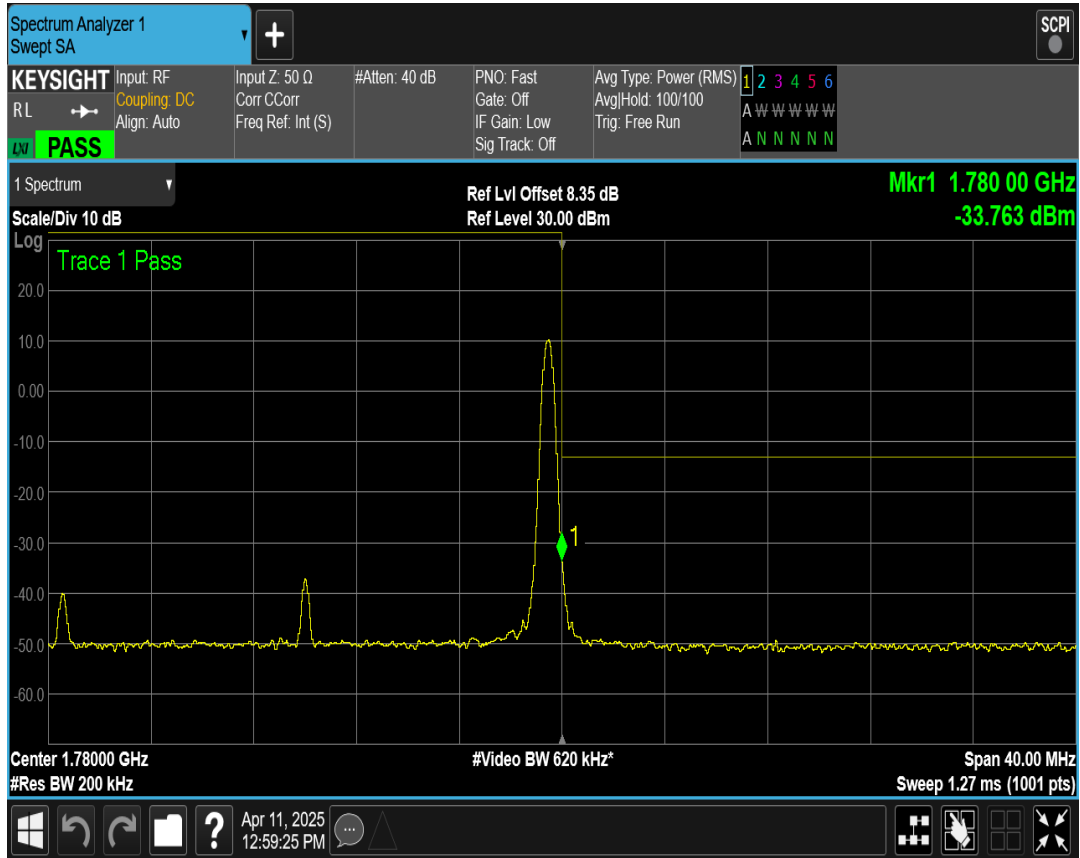 Spectrum Analyzer 1
Swept SA
+
SCPI
KEYSIGHT
RL
LXI PASS
Input: RF
Coupling: DC
Align: Auto
Input Z: 50 Ω
Corr CCorr
Freq Ref: Int (S)
#Atten: 40 dB
PNO: Fast
Gate: Off
IF Gain: Low
Sig Track: Off
Avg Type: Power (RMS)
Avg|Hold: 100/100
Trig: Free Run
1 2 3 4 5 6
A W W W W W
A N N N N N
1 Spectrum
Scale/Div 10 dB
Ref Lvl Offset 8.35 dB
Ref Level 30.00 dBm
Mkr1 1.780 00 GHz
-33.763 dBm
Log
Trace 1 Pass
20.0
10.0
0.00
-10.0
-20.0
-30.0
1
-40.0
-50.0
-60.0
Center 1.78000 GHz
#Video BW 620 kHz*
Span 40.00 MHz
#Res BW 200 kHz
Sweep 1.27 ms (1001 pts)
?
Apr 11, 2025
12:59:25 PM